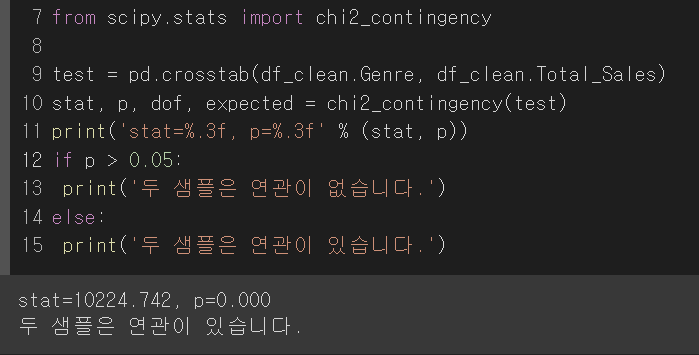 7 from scipy.stats import chi2_contingency
8
9 test = pd.crosstab(df_clean.Genre, df_clean.Total_Sales)
10 stat, p, dof, expected = chi2_contingency(test)
11 print('stat=%.3f, p=%.3f' % (stat, p))
12 if p > 0.05:
13  print('두 샘플은 연관이 없습니다.')
14 else:
15  print('두 샘플은 연관이 있습니다.')
stat=10224.742, p=0.000
두 샘플은 연관이 있습니다.